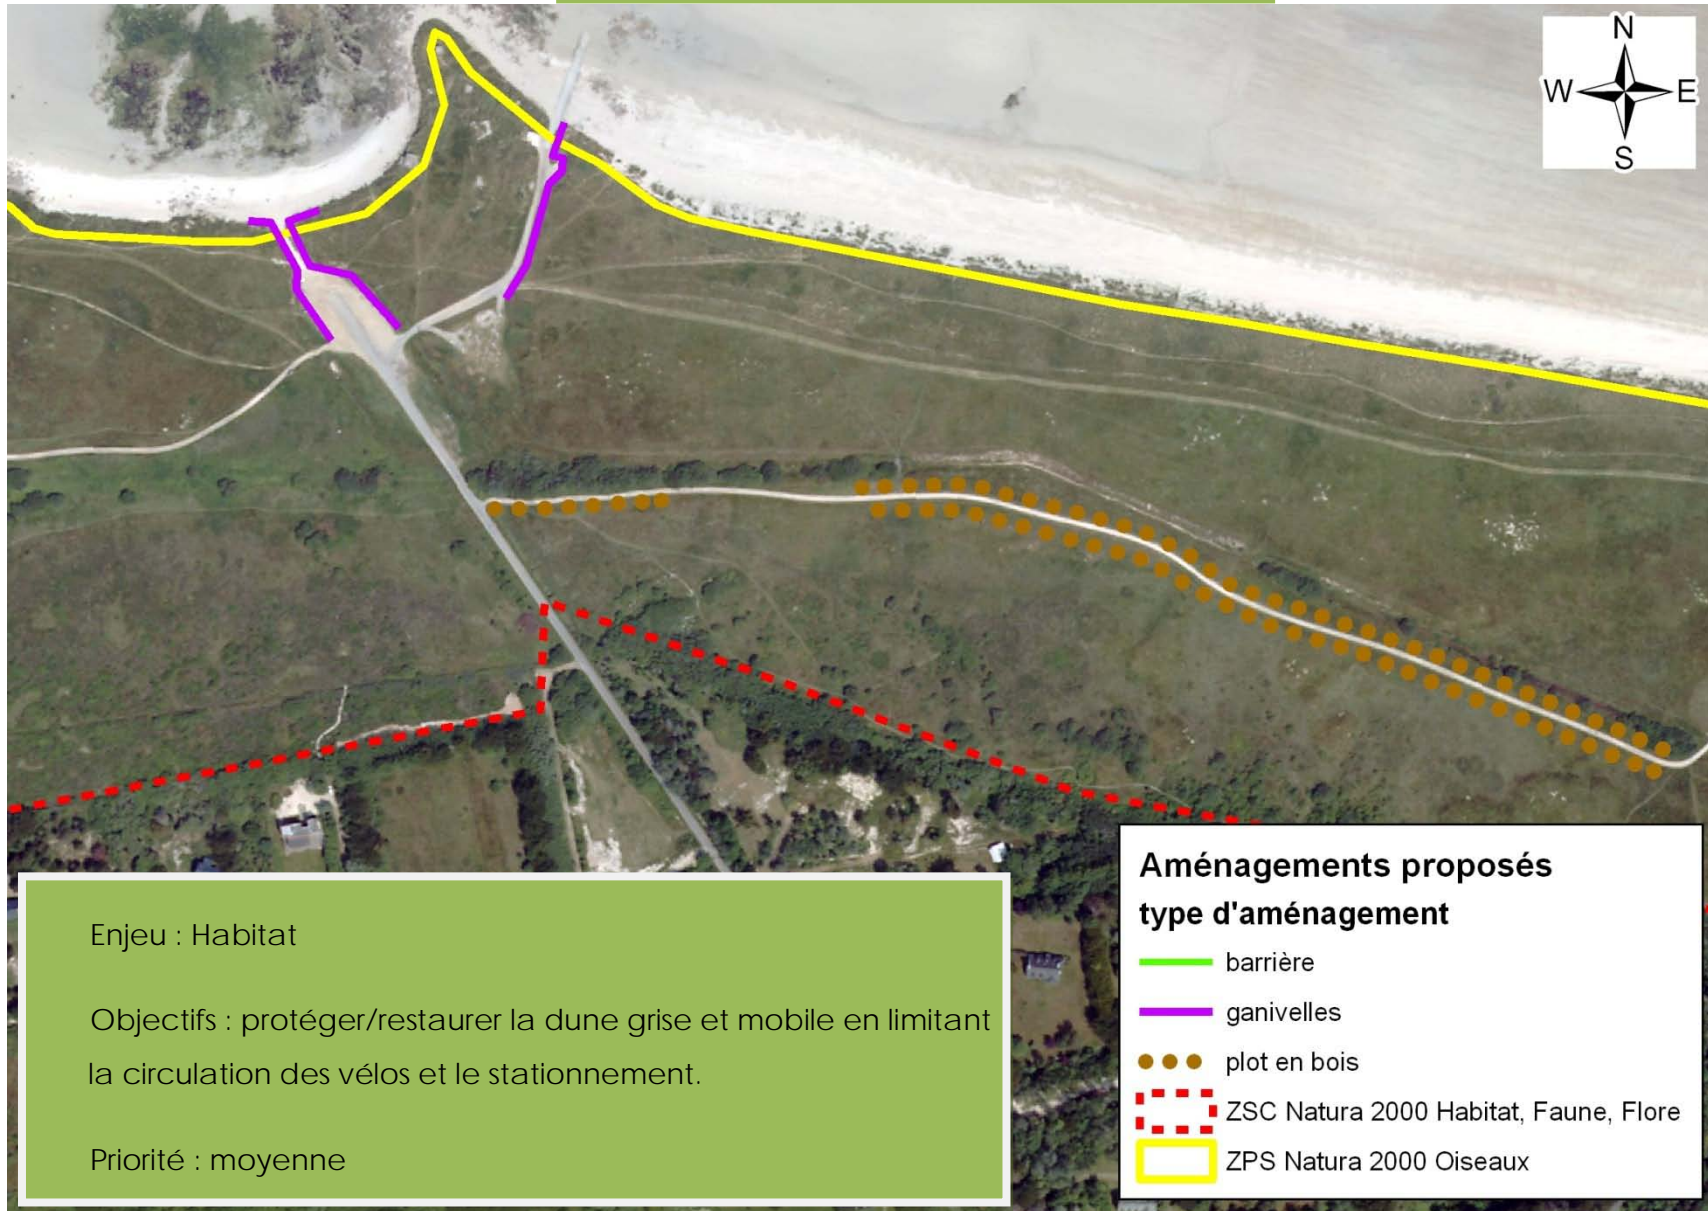 N
W E
S
Enjeu : Habitat
Objectifs : protéger/restaurer la dune grise et mobile en limitant
la circulation des vélos et le stationnement.
Priorité : moyenne
Aménagements proposés
type d'aménagement
barrière
ganivelles
plot en bois
ZSC Natura 2000 Habitat, Faune, Flore
ZPS Natura 2000 Oiseaux